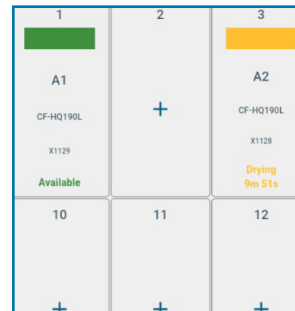 1
2
3
A1
A2
CF-HQ190L
CF-HQ190L
X1129
X1128
Available
Drying
9m 51s
10
11
12